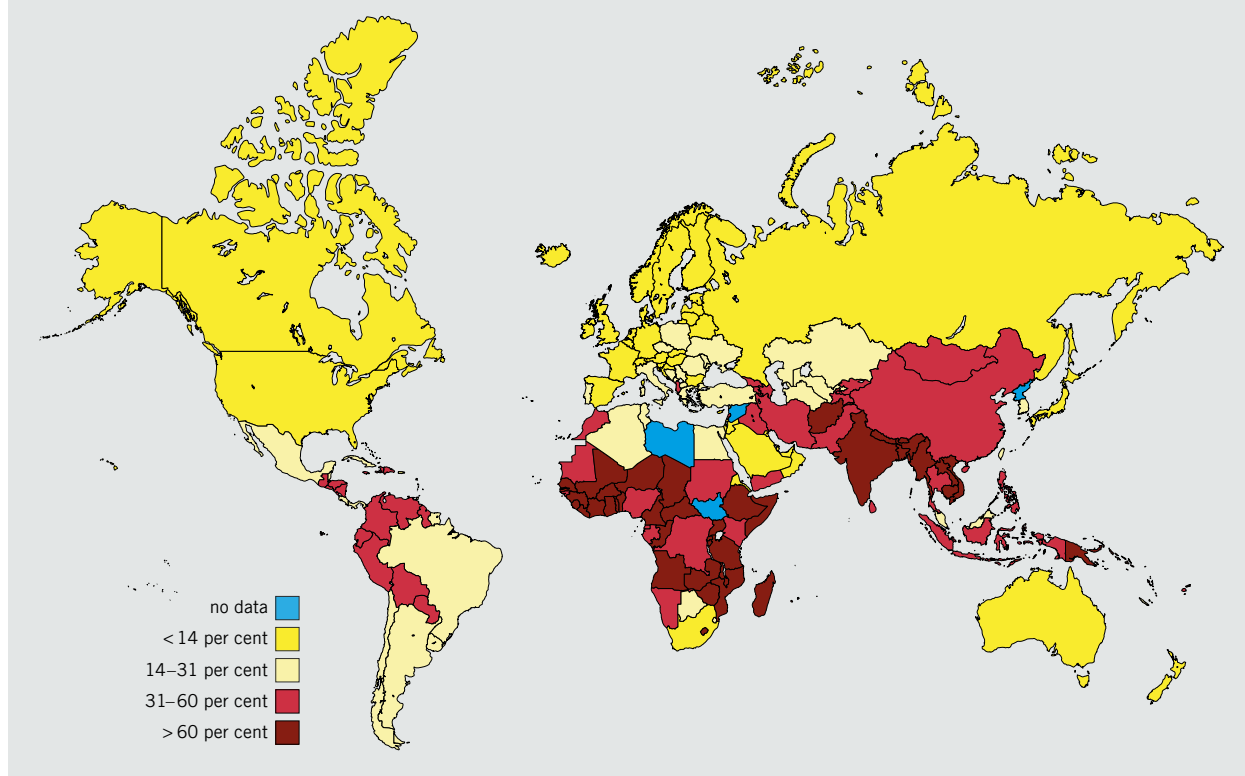 no data
< 14 per cent
14–31 per cent
31–60 per cent
> 60 per cent